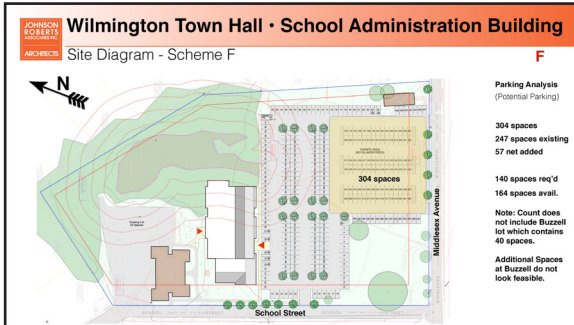 JOHNSON
ROBERTS
ASSOCIATES INC
ARCHITECTS
Wilmington Town Hall • School Administration Building
Site Diagram - Scheme F
F
N
Parking Analysis
(Potential Parking)
304 spaces
247 spaces existing
57 net added
140 spaces req'd
164 spaces avail.
Note: Count does
not include Buzzell
lot which contains
40 spaces.
Additional Spaces
at Buzzell do not
look feasible.
304 spaces
Middlesex Avenue
School Street